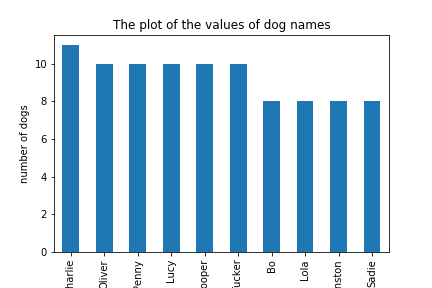 The plot of the values of dog names
number of dogs
10
8
6
4
2
0
harlie
Oliver
Penny
Lucy
ooper
ucker
Bo
Lola
nston
Sadie